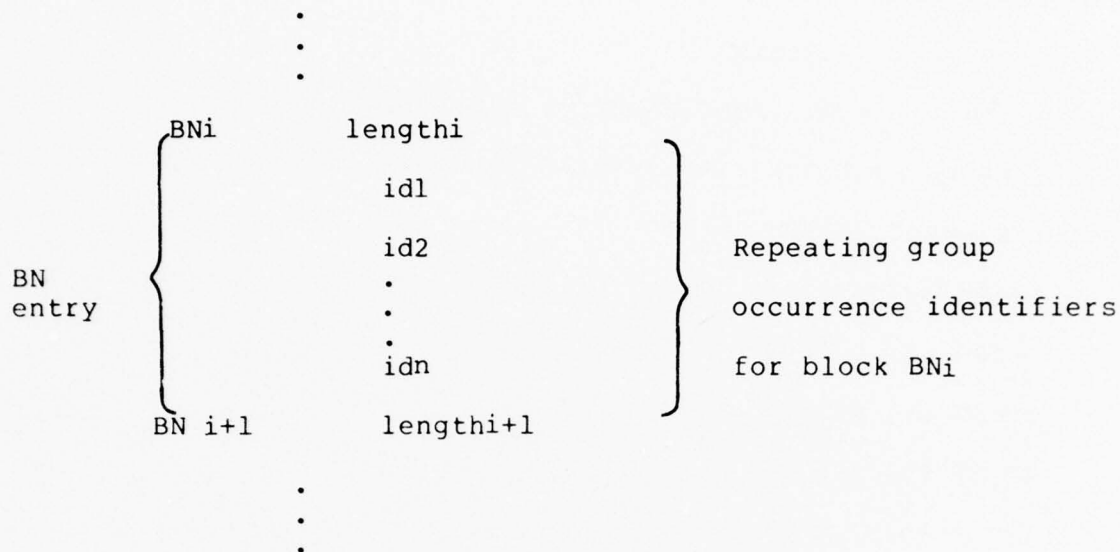 .
.
.
BNi lengthi
id1
id2 Repeating group
BN .
entry . occurrence identifiers
.
idn for block BNi
BN i+1 lengthi+1
.
.
.